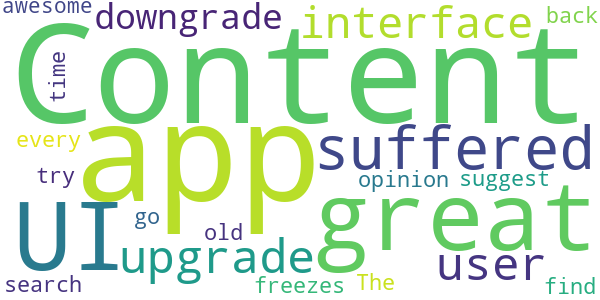 awesome
downgrade
interface
back
Content
time
every
app
suffered
try
opinion
suggest
UI
go
old
great
upgrade
user
search
freezes
The
find